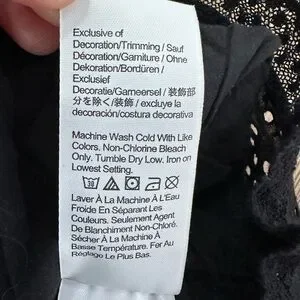 Exclusive of
Decoration/Trimming / Sauf
Décoration/Garniture / Ohne
Dekoration/Bordüren /
Exclusief
Decoratie/Garneersel / 装飾部
分を除く/装飾 / excluye la
decoración/costura decorativa
Machine Wash Cold With Like
Colors. Non-Chlorine Bleach
Only. Tumble Dry Low. Iron on
Lowest Setting.
Laver À La Machine À L'Eau
Froide En Séparant Les
Couleurs. Seulement Agent
De Blanchiment Non-Chloré.
Sécher À La Machine À
Basse Température. Fer Au
Réglage Le Plus Bas.